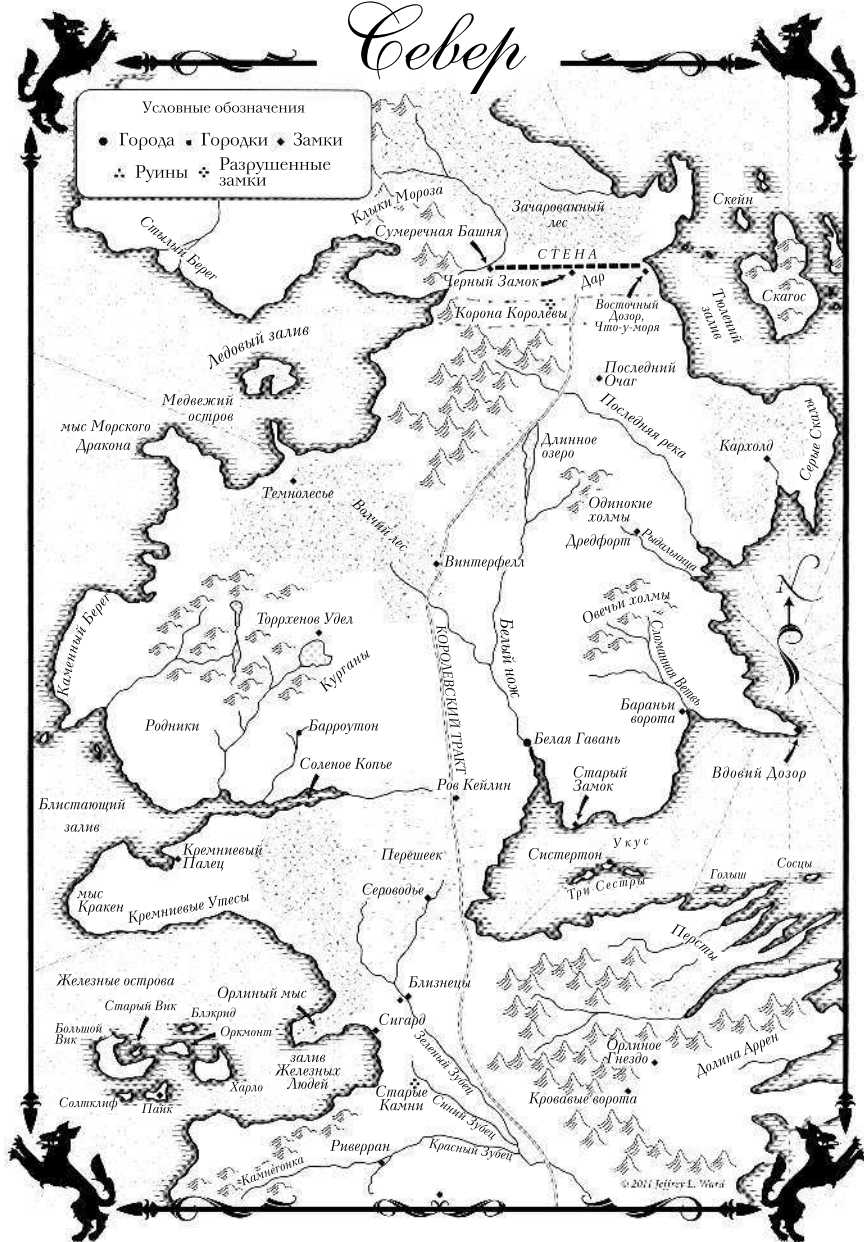 Север
Условные обозначения
Города
Городки
Замки
Руины
Разрушенные
замки
Клыки Мороза
Зачарованный
лес
Скейн
Сумеречная Башня
Стылый Берег
СТЕНА
Черный Замок
Дар
Скагос
Корона Королевы
Восточный
Дозор,
Что-у-моря
Тюлений
залив
Ледовый залив
Последний
Очаг
Медвежий
остров
мыс Морского
Дракона
Последняя река
Длинное
озеро
Кархолд
Серые Скалы
Темнолесье
Волчий лес
Одинокие
холмы
Дредфорт
Рыдальница
Винтерфелл
Каменный Берег
Овечьи холмы
Торрхенов Удел
Белый нож
Сломанная Ветвь
КОРОЛЕВСКИЙ ТРАКТ
Курганы
Бараньи
ворота
Родники
Барроутон
Белая Гавань
Соленое Копье
Вдовий Дозор
Старый
Замок
Ров Кейлин
Блистающий
залив
Укус
Кремниевый
Палец
Перешеек
Систертон
Сосцы
Голыш
Три Сестры
мыс
Кракен
Кремниевые Утесы
Сероводье
Персты
Железные острова
Орлиный мыс
Близнецы
Старый Вик
Блэкрид
Большой
Вик
Оркмонт
Сигард
залив
Железных
Людей
Зеленый Зубец
Орлиное
Гнездо
Долина Аррен
Харло
Солтклиф
Пайк
Старые
Камни
Синий Зубец
Кровавые ворота
Риверран
Красный Зубец
Камнегонка
© 2011 Jeffrey L. Ward